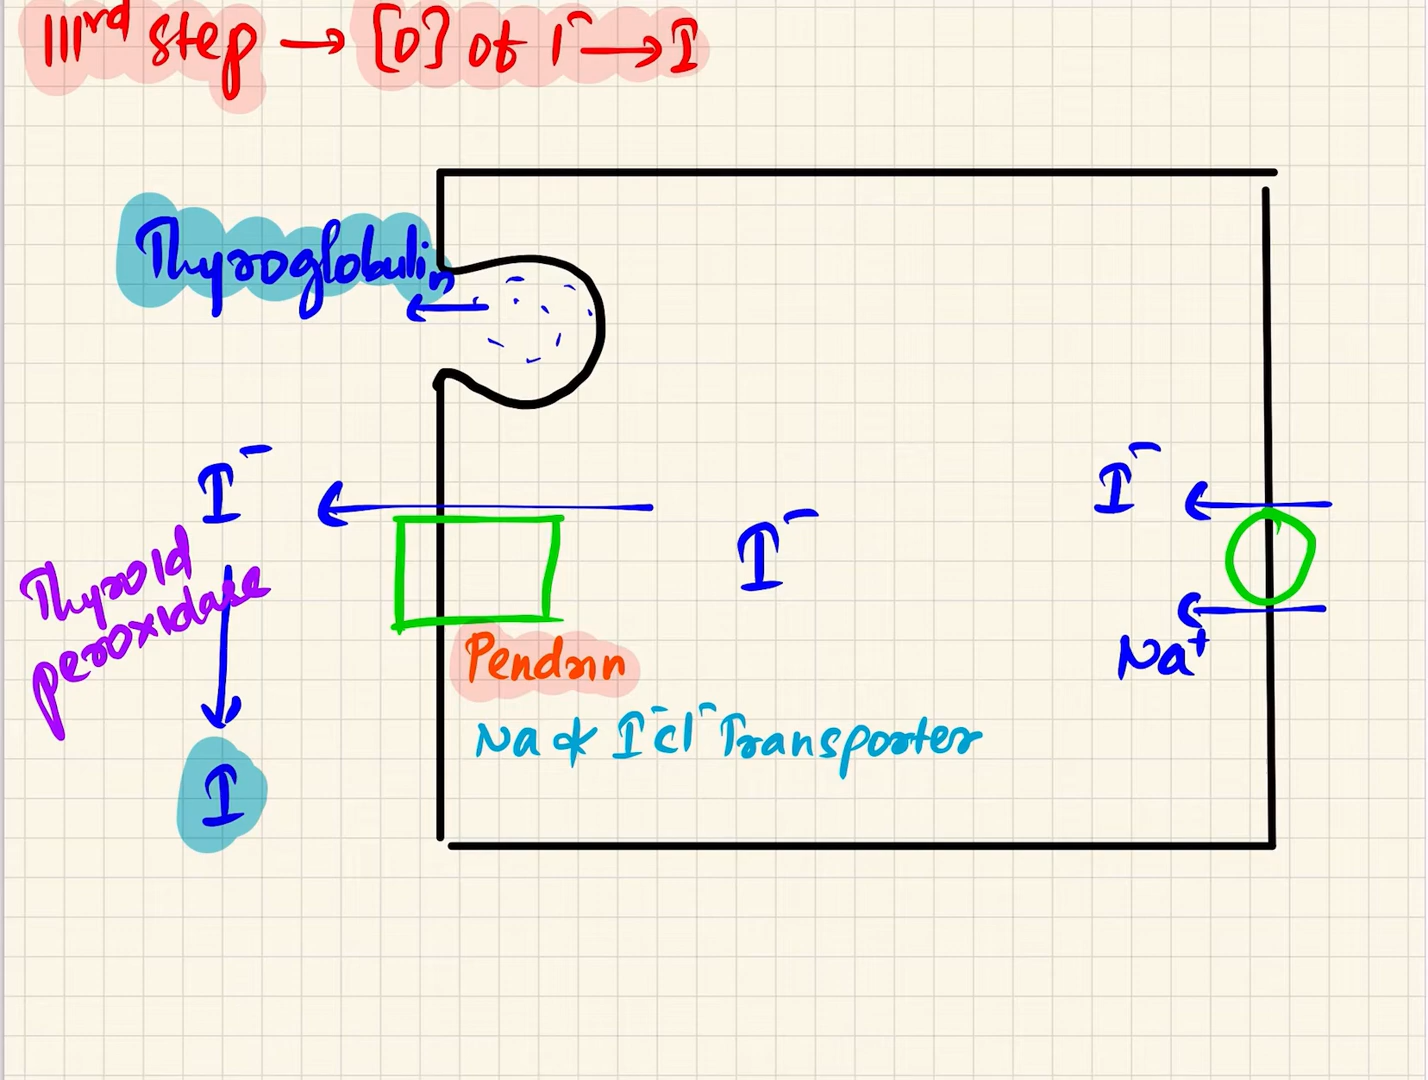 IIIrd step → [O] of I⁻ → I
Thyroglobulin
I⁻
I⁻
I⁻
Thyroid
peroxidase
Pendrin
Na⁺
Na & I⁻Cl⁻ Transporter
I